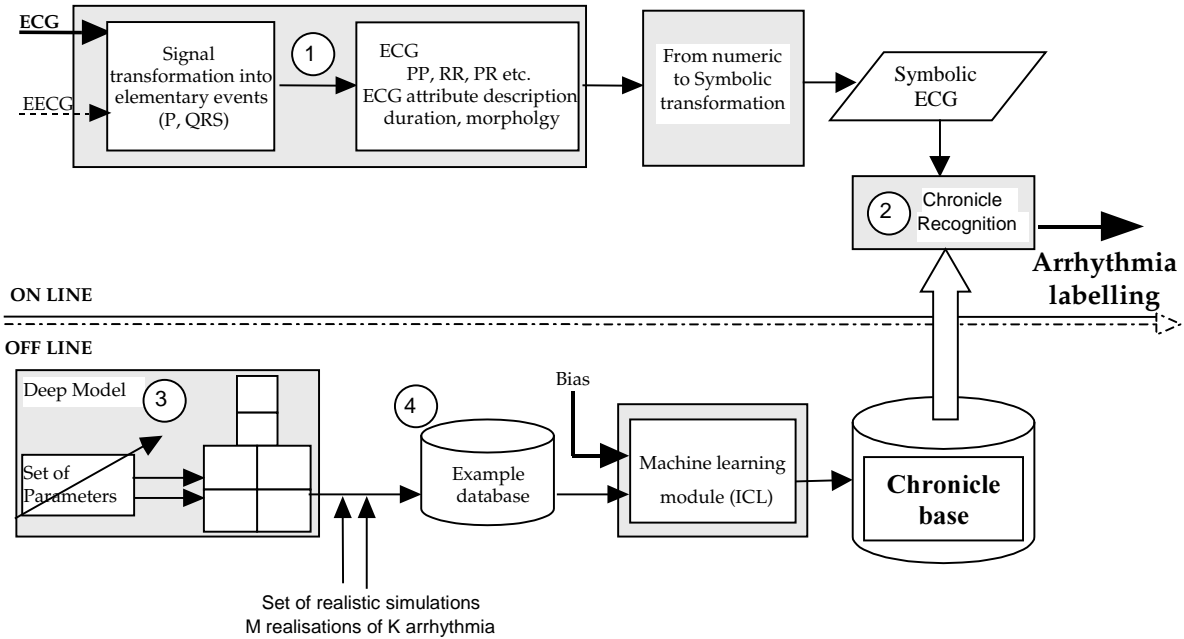 ECG
EECG
Signal
transformation into
elementary events
(P, QRS)
1
ECG
PP, RR, PR etc.
ECG attribute description
duration, morpholgy
From numeric
to Symbolic
transformation
Symbolic
ECG
2
Chronicle
Recognition
Arrhythmia
labelling
ON LINE
OFF LINE
Deep Model
3
Set of
Parameters
4
Example
database
Bias
Machine learning
module (ICL)
Chronicle
base
Set of realistic simulations
M realisations of K arrhythmia